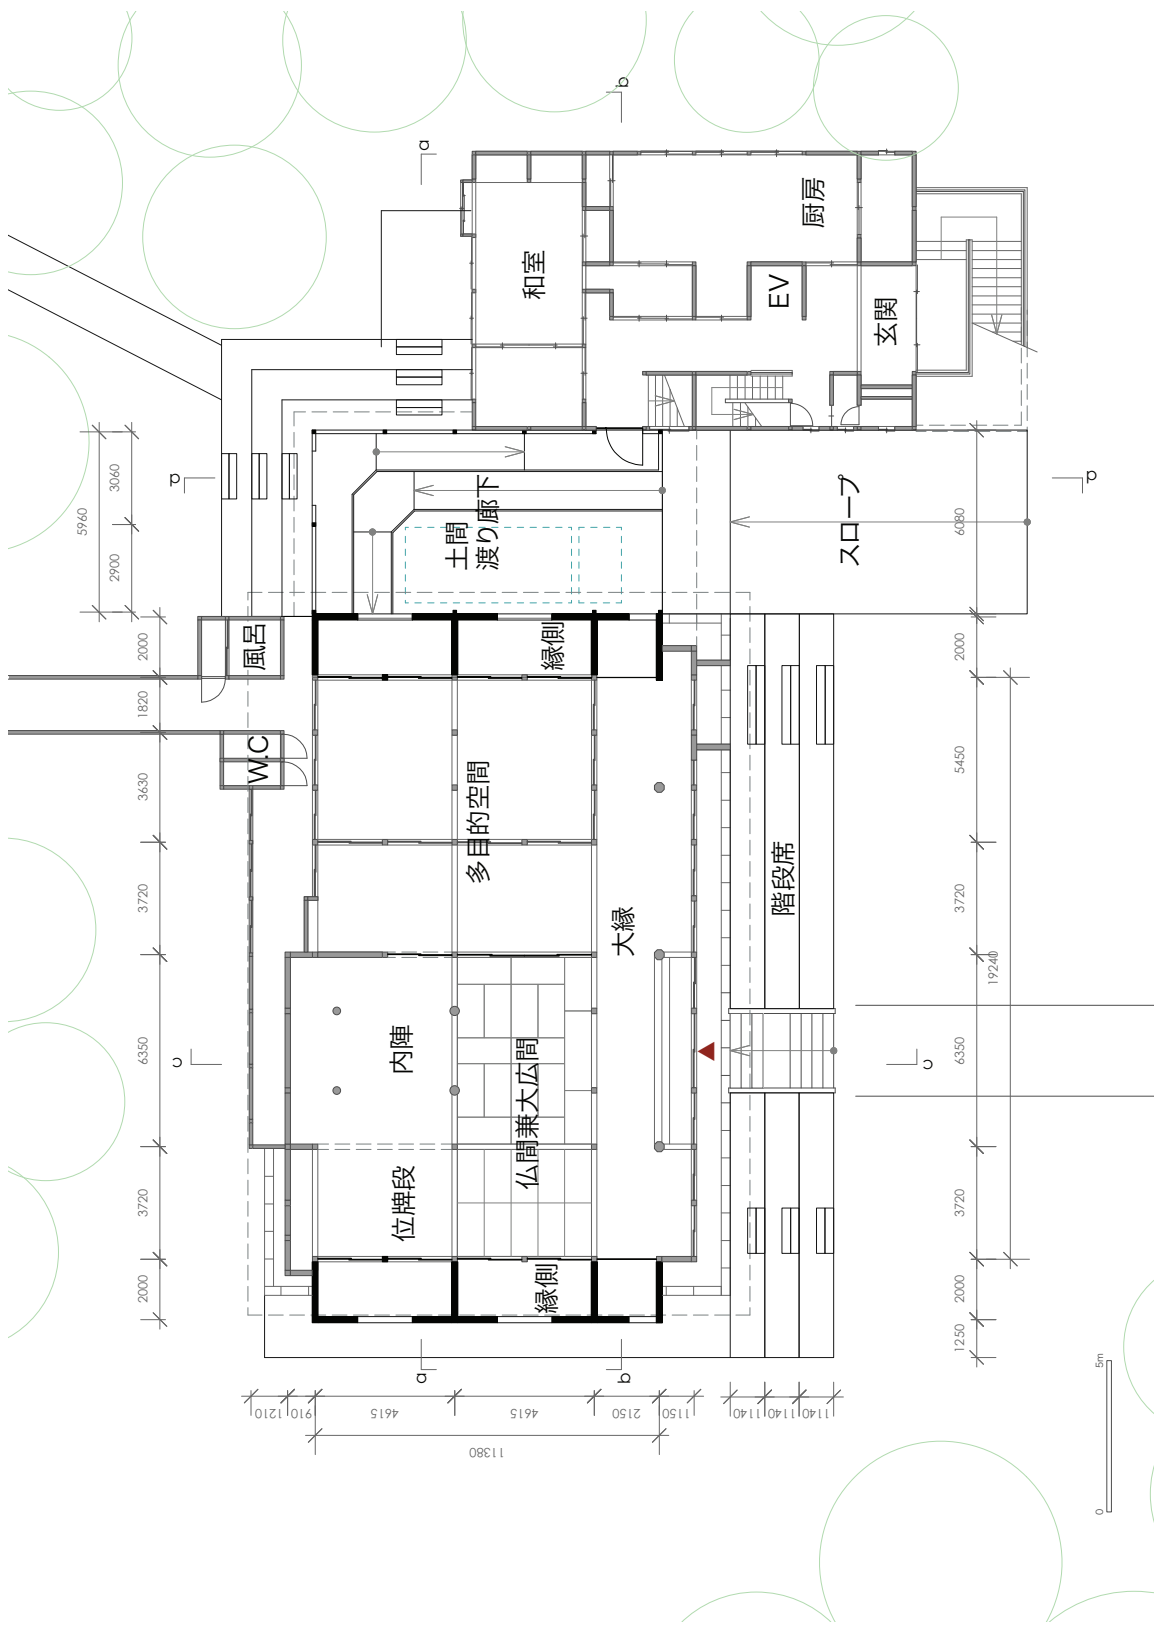 b
a
厨房
和室
EV
玄関
5960
3060
2900
d
d
土間
渡り廊下
スロープ
6080
2000
1820
3630
3720
6350
3720
2000
風呂
W.C
縁側
多目的空間
大縁
階段席
内陣
仏間兼大広間
位牌段
縁側
c
c
2000
5450
3720
19240
6350
3720
2000
1250
a
b
1210
910
4615
4615
2150
1150
1140
1140
1140
11380
0
5m